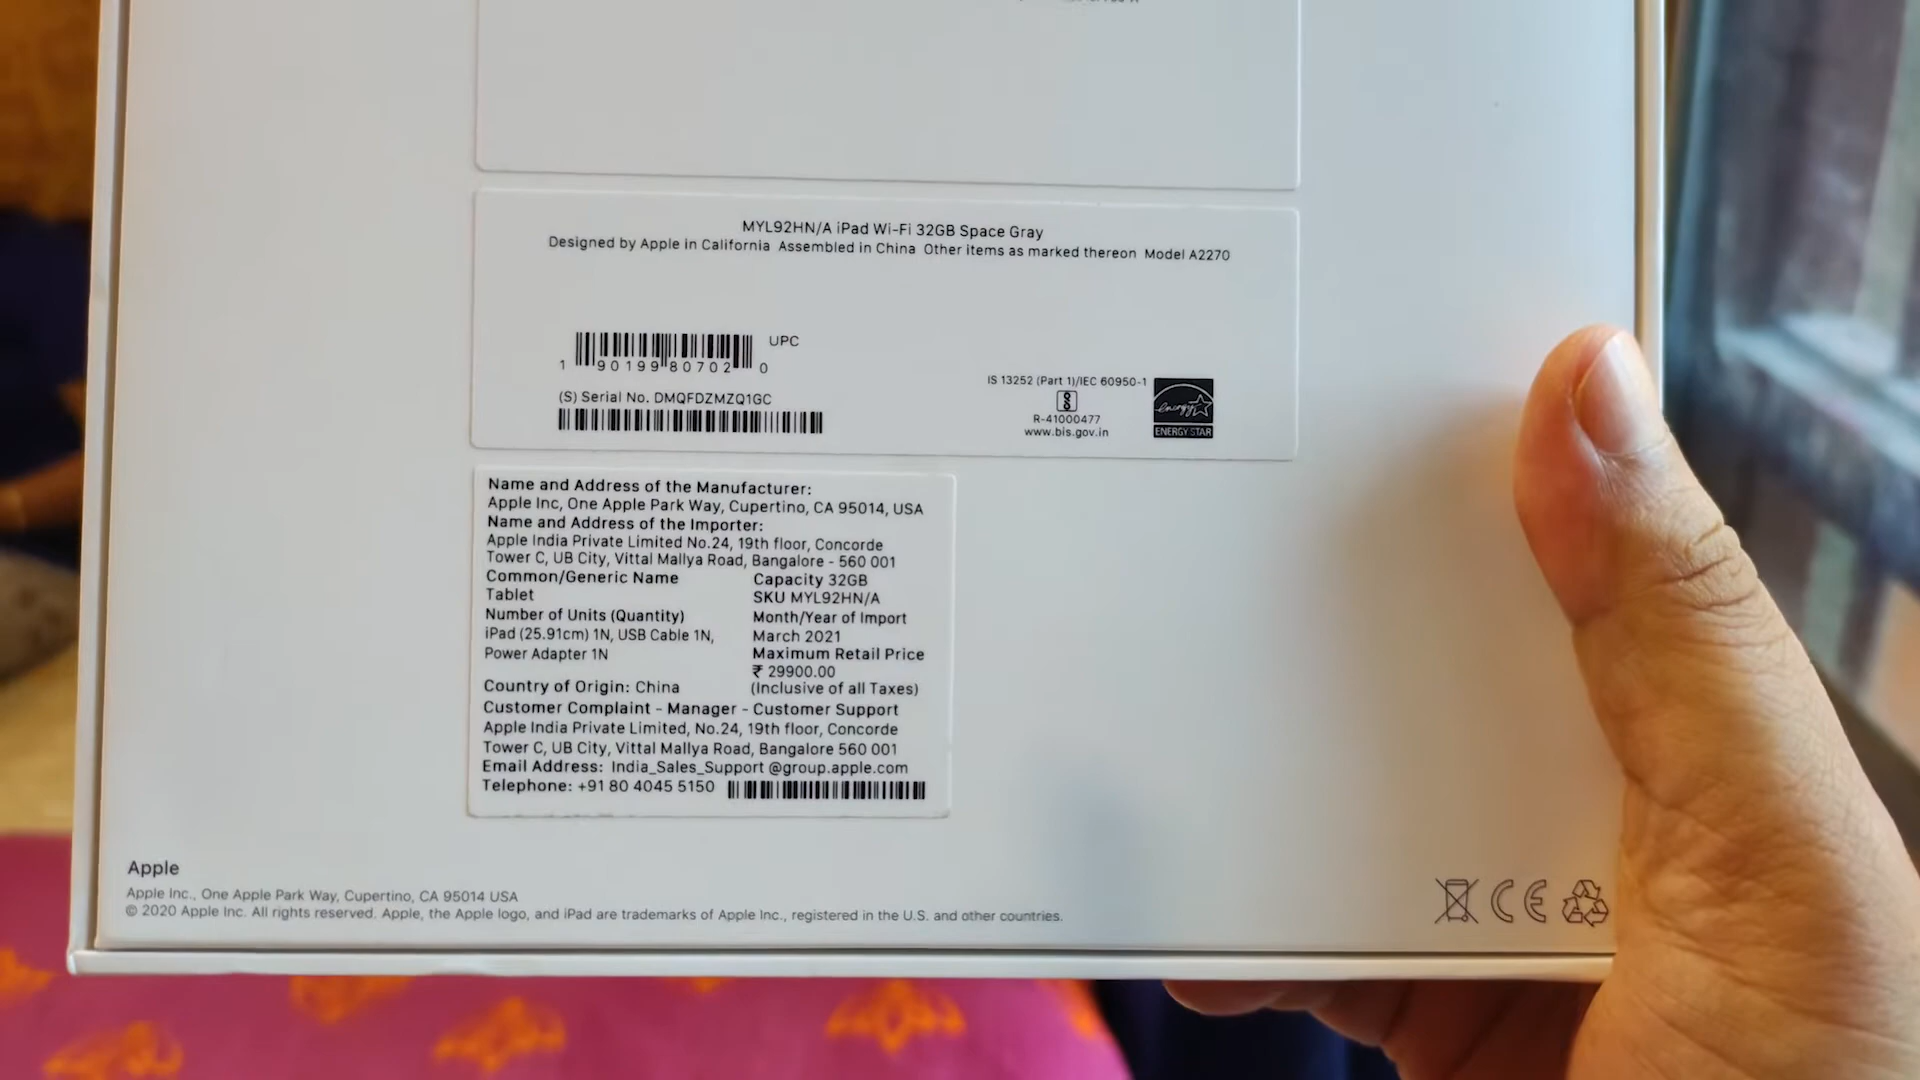 MYL92HN/A iPad Wi-Fi 32GB Space Gray
Designed by Apple in California Assembled in China Other items as marked thereon Model A2270
UPC
1 90199 80702 0
(S) Serial No. DMQFDZMZQ1GC
IS 13252 (Part 1)/IEC 60950-1
R-41000477
www.bis.gov.in
energy
ENERGY STAR
Name and Address of the Manufacturer:
Apple Inc, One Apple Park Way, Cupertino, CA 95014, USA
Name and Address of the Importer:
Apple India Private Limited No.24, 19th floor, Concorde
Tower C, UB City, Vittal Mallya Road, Bangalore - 560 001
Common/Generic Name
Tablet
Number of Units (Quantity)
iPad (25.91cm) 1N, USB Cable 1N,
Power Adapter 1N
Country of Origin: China
Capacity 32GB
SKU MYL92HN/A
Month/Year of Import
March 2021
Maximum Retail Price
₹ 29900.00
(Inclusive of all Taxes)
Customer Complaint - Manager - Customer Support
Apple India Private Limited, No.24, 19th floor, Concorde
Tower C, UB City, Vittal Mallya Road, Bangalore 560 001
Email Address: India_Sales_Support @group.apple.com
Telephone: +91 80 4045 5150
Apple
Apple Inc., One Apple Park Way, Cupertino, CA 95014 USA
© 2020 Apple Inc. All rights reserved. Apple, the Apple logo, and iPad are trademarks of Apple Inc., registered in the U.S. and other countries.
CE